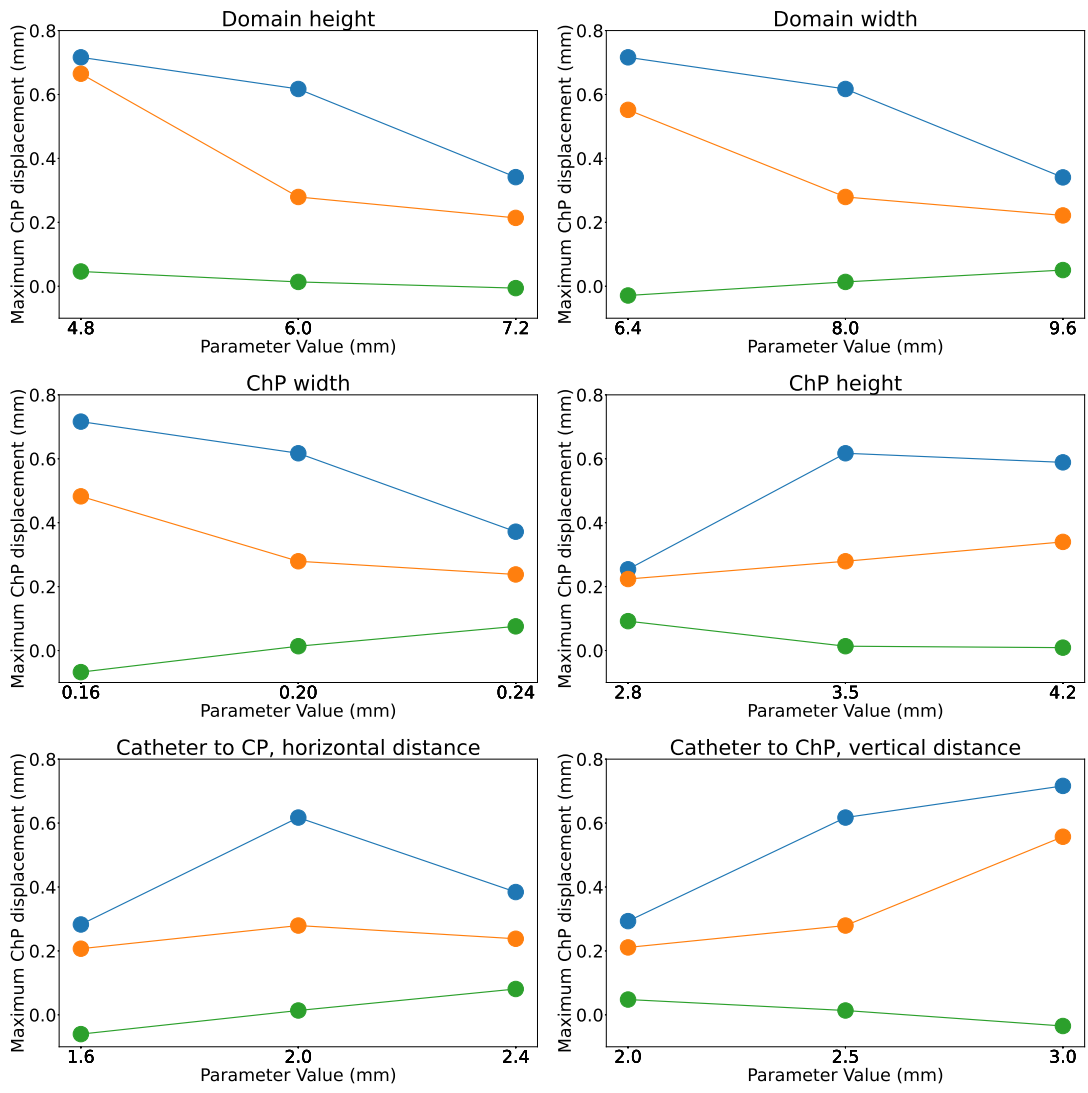 Domain height
Maximum ChP displacement (mm)
0.8
0.6
0.4
0.2
0.0
4.8 6.0 7.2
Parameter Value (mm)
Domain width
Maximum ChP displacement (mm)
0.8
0.6
0.4
0.2
0.0
6.4 8.0 9.6
Parameter Value (mm)
ChP width
Maximum ChP displacement (mm)
0.8
0.6
0.4
0.2
0.0
0.16 0.20 0.24
Parameter Value (mm)
ChP height
Maximum ChP displacement (mm)
0.8
0.6
0.4
0.2
0.0
2.8 3.5 4.2
Parameter Value (mm)
Catheter to CP, horizontal distance
Maximum ChP displacement (mm)
0.8
0.6
0.4
0.2
0.0
1.6 2.0 2.4
Parameter Value (mm)
Catheter to ChP, vertical distance
Maximum ChP displacement (mm)
0.8
0.6
0.4
0.2
0.0
2.0 2.5 3.0
Parameter Value (mm)